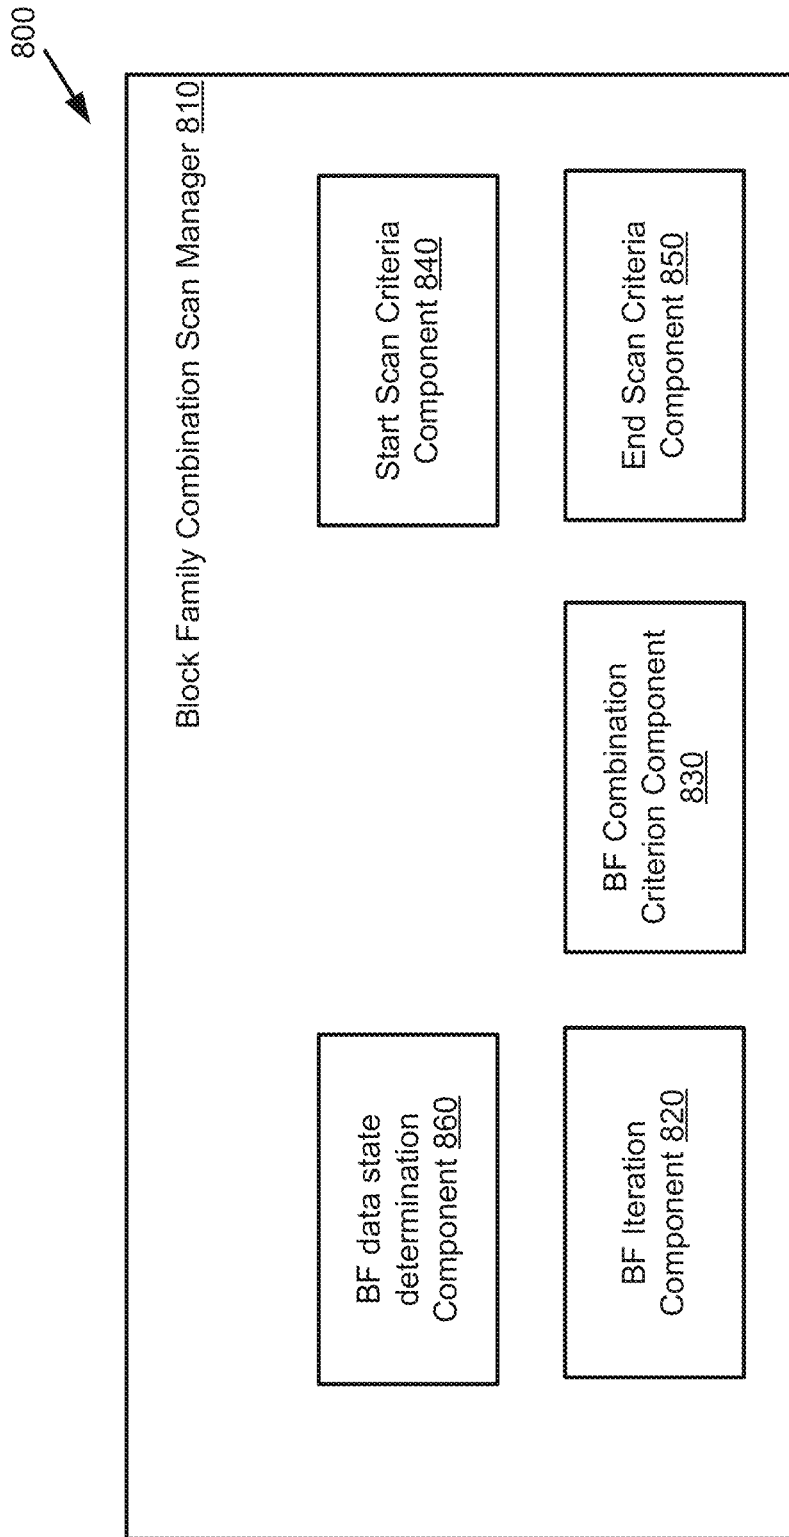 800
Block Family Combination Scan Manager 810
BF data state
determination
Component 860
Start Scan Criteria
Component 840
BF Iteration
Component 820
BF Combination
Criterion Component
830
End Scan Criteria
Component 850